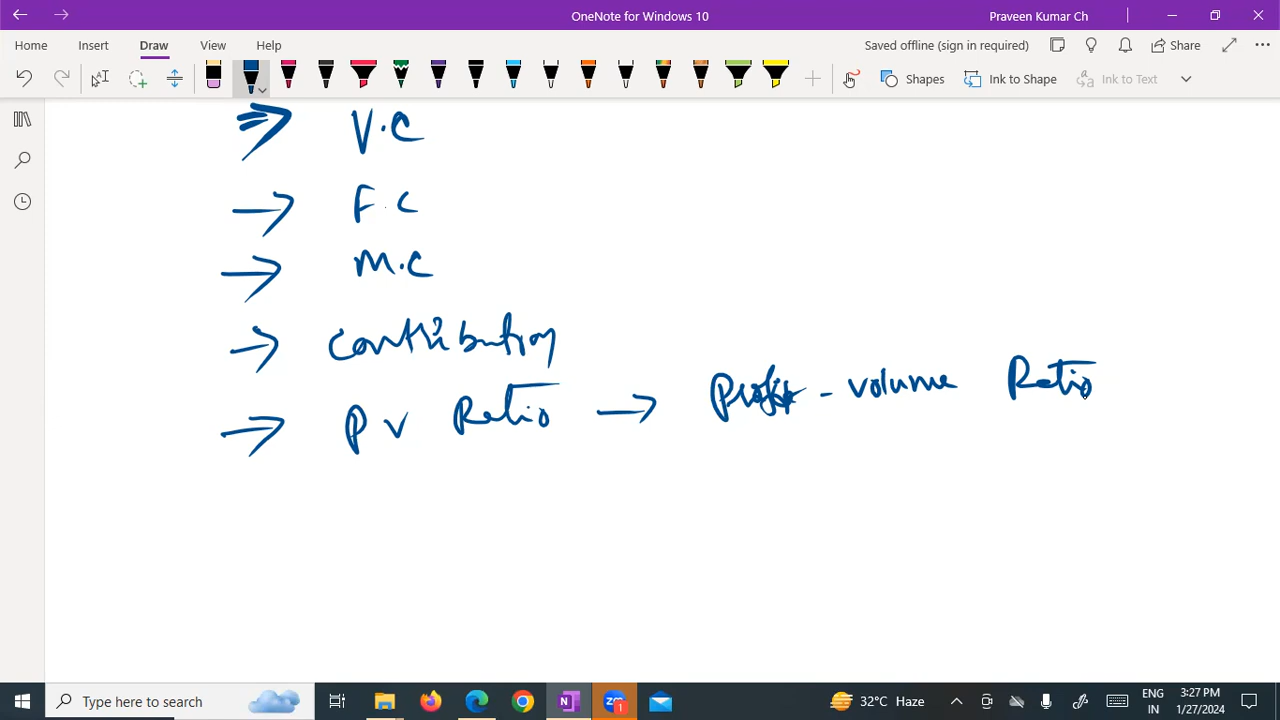 OneNote for Windows 10
Praveen Kumar Ch
Home Insert Draw View Help
Saved offline (sign in required) Share
Shapes Ink to Shape Ink to Text
V.C
F.C
M.C
Contribution
PV Ratio → Profit - volume Ratio
Type here to search
32°C Haze
ENG
IN
3:27 PM
1/27/2024